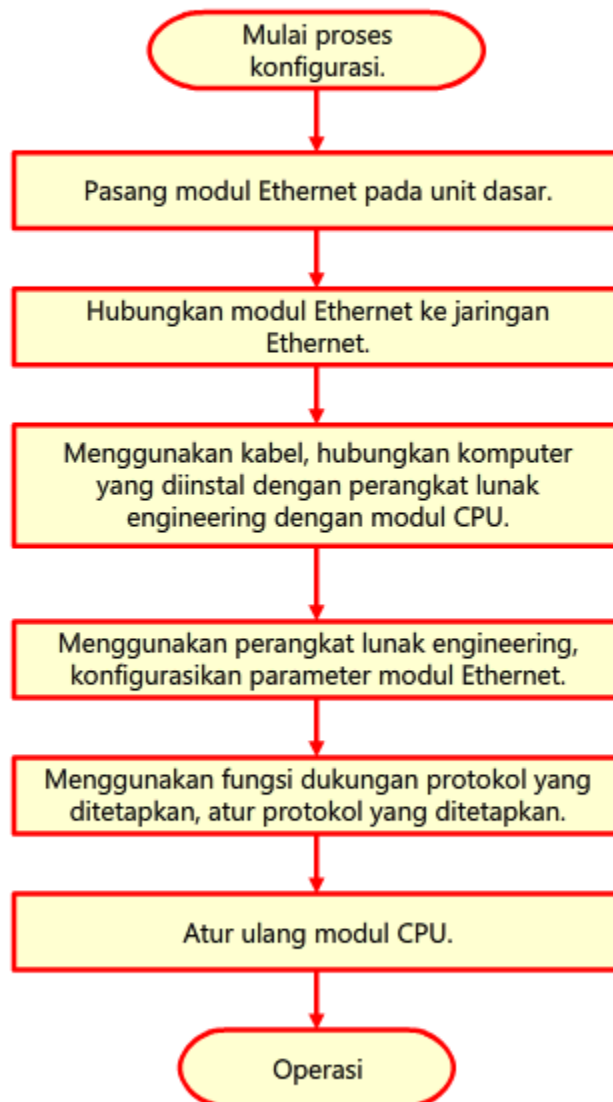 Mulai proses
konfigurasi.
Pasang modul Ethernet pada unit dasar.
Hubungkan modul Ethernet ke jaringan
Ethernet.
Menggunakan kabel, hubungkan komputer
yang diinstal dengan perangkat lunak
engineering dengan modul CPU.
Menggunakan perangkat lunak engineering,
konfigurasikan parameter modul Ethernet.
Menggunakan fungsi dukungan protokol yang
ditetapkan, atur protokol yang ditetapkan.
Atur ulang modul CPU.
Operasi